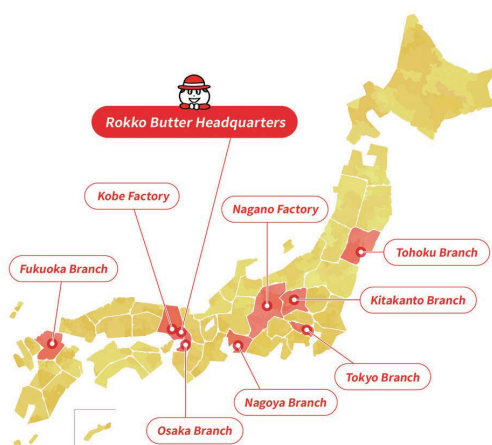 Rokko Butter Headquarters
Kobe Factory
Nagano Factory
Tohoku Branch
Fukuoka Branch
Kitakanto Branch
Tokyo Branch
Nagoya Branch
Osaka Branch